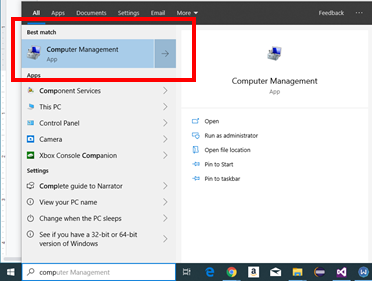 All Apps Documents Settings Email More Feedback ...
Best match
Computer Management
App
Apps
Component Services
This PC
Control Panel
Camera
Xbox Console Companion
Settings
Complete guide to Narrator
View your PC name
Change when the PC sleeps
See if you have a 32-bit or 64-bit
version of Windows
Computer Management
App
Open
Run as administrator
Open file location
Pin to Start
Pin to taskbar
computer Management